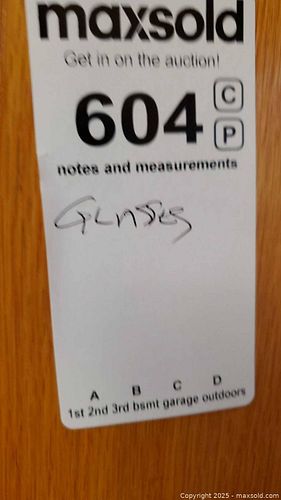 maxsold
Get in on the auction!
604 C
P
notes and measurements
Glasses
A B C D
1st 2nd 3rd bsmt garage outdoors
Copyright © 2025 - maxsold.com